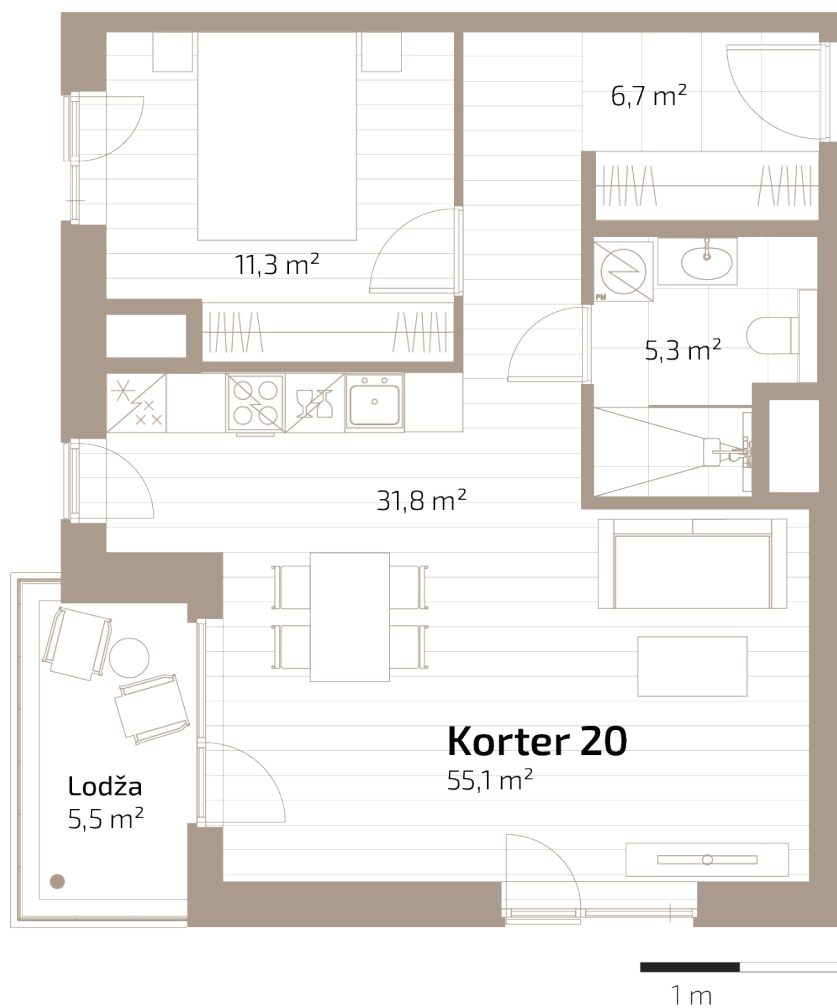 6,7 m²
11,3 m²
PM
5,3 m²
31,8 m²
Korter 20
55,1 m²
Lodža
5,5 m²
1 m